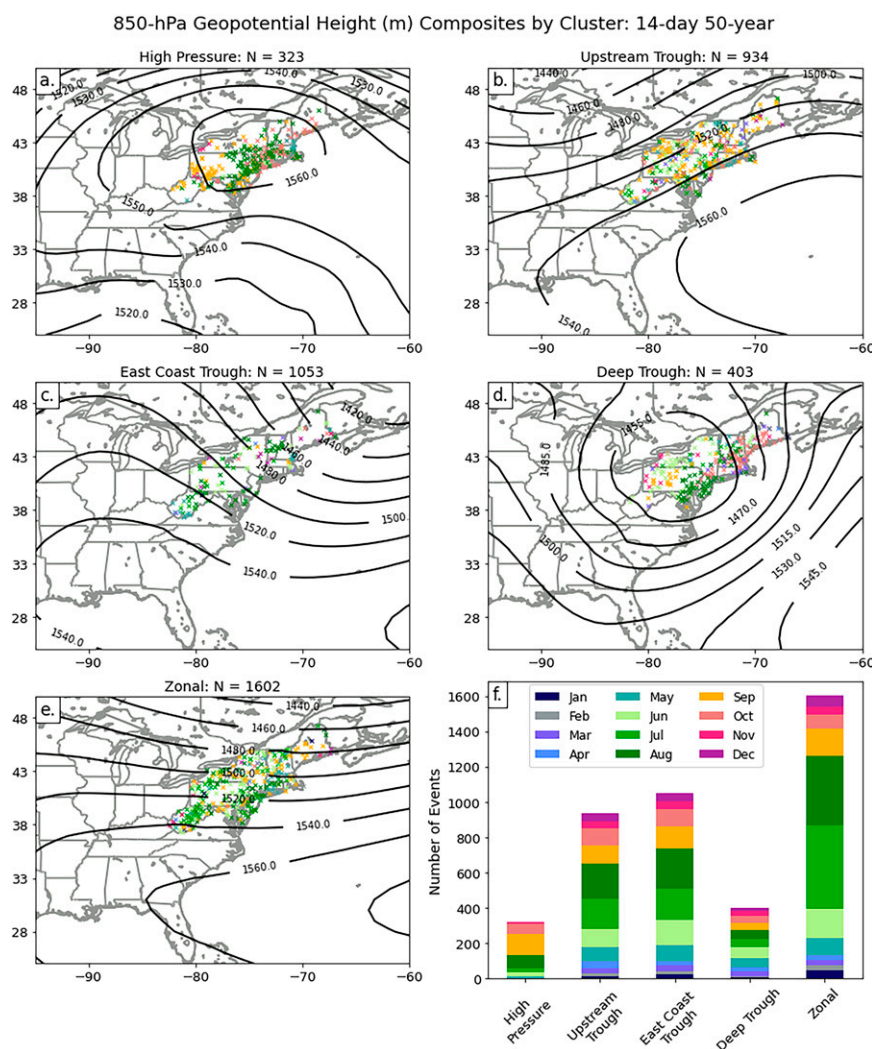 850-hPa Geopotential Height (m) Composites by Cluster: 14-day 50-year
High Pressure: N = 323
a.
48
43
38
33
28
−90
−80
−70
−60
1520.0
1530.0
1540.0
1530.0
1560.0
1550.0
1540.0
1530.0
1520.0
Upstream Trough: N = 934
b.
48
43
38
33
28
−90
−80
−70
−60
1440.0
1460.0
1480.0
1500.0
1520.0
1560.0
1540.0
East Coast Trough: N = 1053
c.
48
43
38
33
28
−90
−80
−70
−60
1420.0
1440.0
1460.0
1480.0
1500.0
1520.0
1540.0
1540.0
Deep Trough: N = 403
d.
48
43
38
33
28
−90
−80
−70
−60
1455.0
1485.0
1470.0
1500.0
1515.0
1530.0
1545.0
Zonal: N = 1602
e.
48
43
38
33
28
−90
−80
−70
−60
1440.0
1460.0
1480.0
1500.0
1520.0
1540.0
1560.0
f.
Number of Events
1600
1400
1200
1000
800
600
400
200
0
Jan
Feb
Mar
Apr
May
Jun
Jul
Aug
Sep
Oct
Nov
Dec
High
Pressure
Upstream
Trough
East Coast
Trough
Deep Trough
Zonal